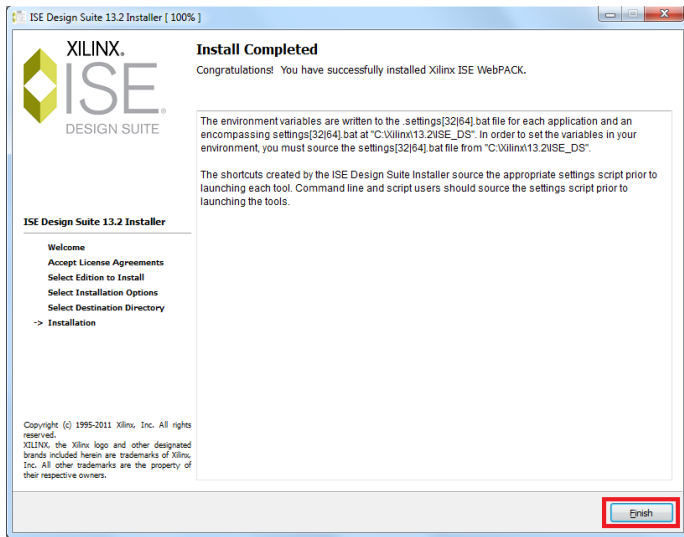 ISE Design Suite 13.2 Installer [ 100% ]
XILINX®
ISE®
DESIGN SUITE
ISE Design Suite 13.2 Installer
Welcome
Accept License Agreements
Select Edition to Install
Select Installation Options
Select Destination Directory
-> Installation
Copyright (c) 1995-2011 Xilinx, Inc. All rights
reserved.
XILINX, the Xilinx logo and other designated
brands included herein are trademarks of Xilinx,
Inc. All other trademarks are the property of
their respective owners.
Install Completed
Congratulations! You have successfully installed Xilinx ISE WebPACK.
The environment variables are written to the .settings[32|64].bat file for each application and an
encompassing settings[32|64].bat at "C:\Xilinx\13.2\ISE_DS". In order to set the variables in your
environment, you must source the settings[32|64].bat file from "C:\Xilinx\13.2\ISE_DS".
The shortcuts created by the ISE Design Suite Installer source the appropriate settings script prior to
launching each tool. Command line and script users should source the settings script prior to
launching the tools.
Finish